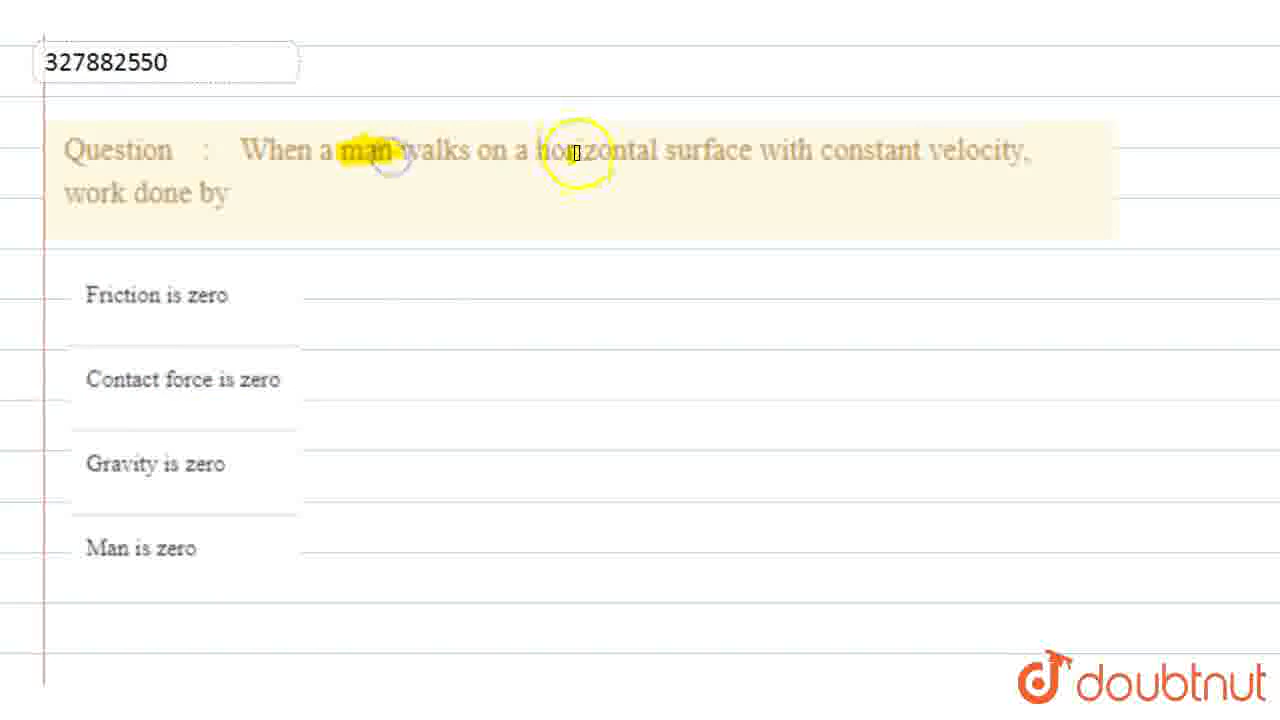 327882550
Question : When a man walks on a horizontal surface with constant velocity,
work done by
Friction is zero
Contact force is zero
Gravity is zero
Man is zero
doubtnut